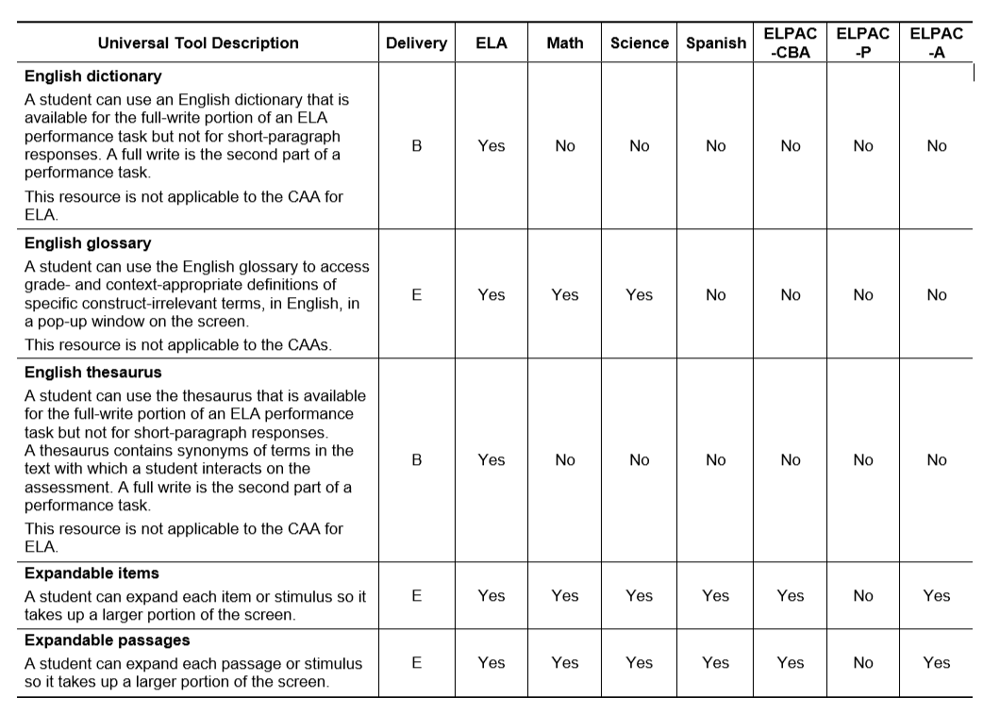 Universal Tool Description Delivery ELA Math Science Spanish ELPAC-CBA ELPAC-P ELPAC-A
English dictionary
A student can use an English dictionary that is
available for the full-write portion of an ELA
performance task but not for short-paragraph
responses. A full write is the second part of a
performance task.
This resource is not applicable to the CAA for
ELA.
B Yes No No No No No No
English glossary
A student can use the English glossary to access
grade- and context-appropriate definitions of
specific construct-irrelevant terms, in English, in
a pop-up window on the screen.
This resource is not applicable to the CAAs.
E Yes Yes Yes No No No No
English thesaurus
A student can use the thesaurus that is available
for the full-write portion of an ELA performance
task but not for short-paragraph responses.
A thesaurus contains synonyms of terms in the
text with which a student interacts on the
assessment. A full write is the second part of a
performance task.
This resource is not applicable to the CAA for
ELA.
B Yes No No No No No No
Expandable items
A student can expand each item or stimulus so it
takes up a larger portion of the screen.
E Yes Yes Yes Yes Yes No Yes
Expandable passages
A student can expand each passage or stimulus
so it takes up a larger portion of the screen.
E Yes Yes Yes Yes Yes No Yes